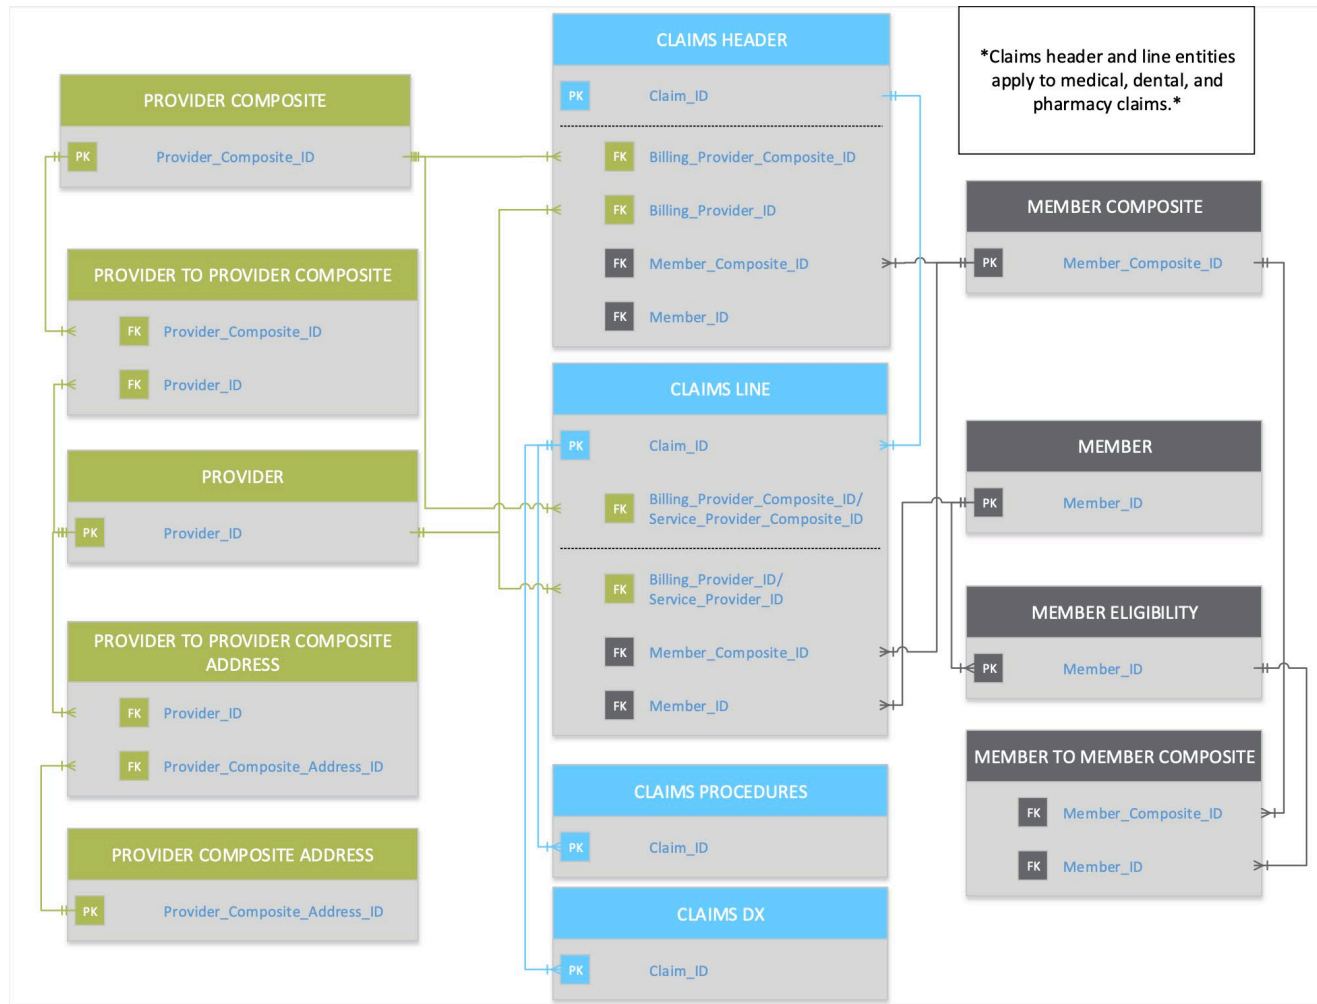 PROVIDER COMPOSITE
PK
Provider_Composite_ID
PROVIDER TO PROVIDER COMPOSITE
FK
Provider_Composite_ID
FK
Provider_ID
PROVIDER
PK
Provider_ID
PROVIDER TO PROVIDER COMPOSITE
ADDRESS
FK
Provider_ID
FK
Provider_Composite_Address_ID
PROVIDER COMPOSITE ADDRESS
PK
Provider_Composite_Address_ID
CLAIMS HEADER
PK
Claim_ID
FK
Billing_Provider_Composite_ID
FK
Billing_Provider_ID
FK
Member_Composite_ID
FK
Member_ID
CLAIMS LINE
PK
Claim_ID
FK
Billing_Provider_Composite_ID/
Service_Provider_Composite_ID
FK
Billing_Provider_ID/
Service_Provider_ID
FK
Member_Composite_ID
FK
Member_ID
CLAIMS PROCEDURES
PK
Claim_ID
CLAIMS DX
PK
Claim_ID
*Claims header and line entities
apply to medical, dental, and
pharmacy claims.*
MEMBER COMPOSITE
PK
Member_Composite_ID
MEMBER
PK
Member_ID
MEMBER ELIGIBILITY
PK
Member_ID
MEMBER TO MEMBER COMPOSITE
FK
Member_Composite_ID
FK
Member_ID